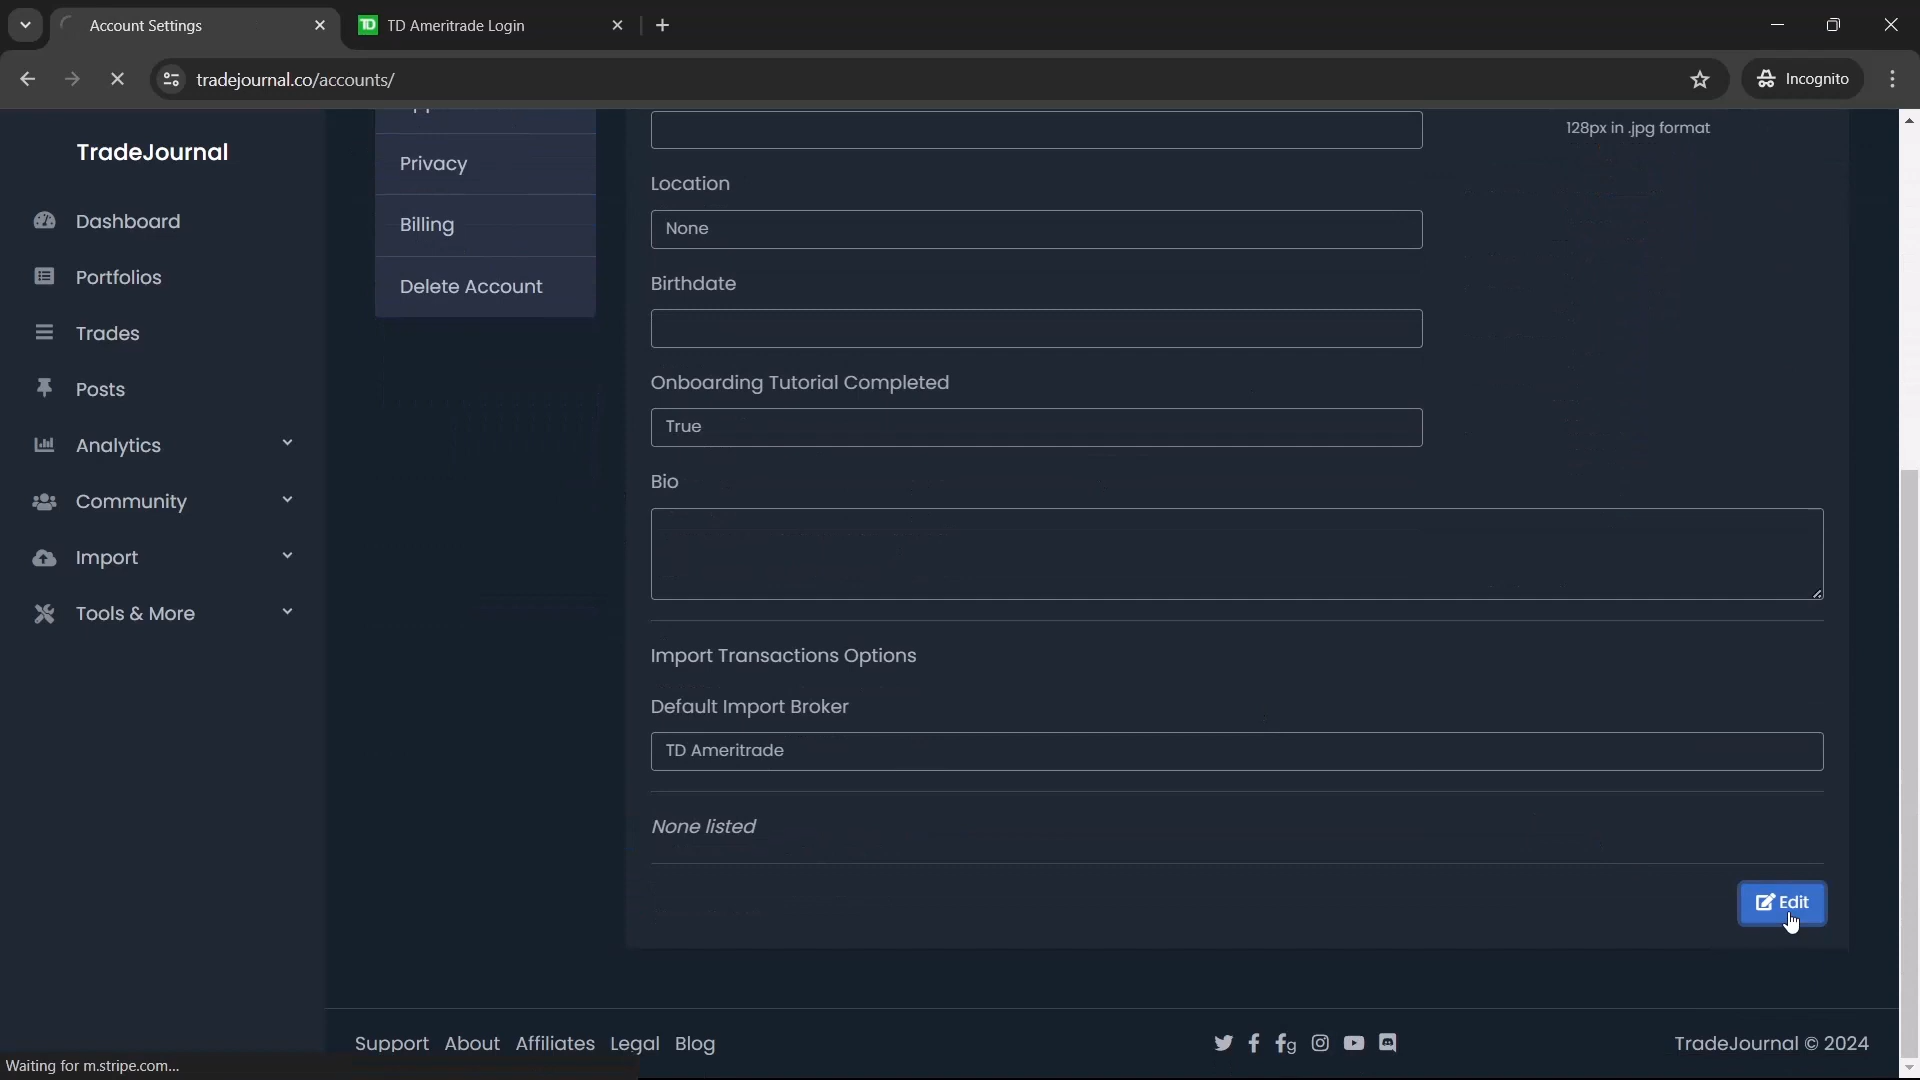 Account Settings
TD Ameritrade Login
tradejournal.co/accounts/
Incognito
TradeJournal
Dashboard
Portfolios
Trades
Posts
Analytics
Community
Import
Tools & More
Privacy
Billing
Delete Account
128px in .jpg format
Location
None
Birthdate
Onboarding Tutorial Completed
True
Bio
Import Transactions Options
Default Import Broker
TD Ameritrade
None listed
Edit
Support About Affiliates Legal Blog
TradeJournal © 2024
Waiting for m.stripe.com...